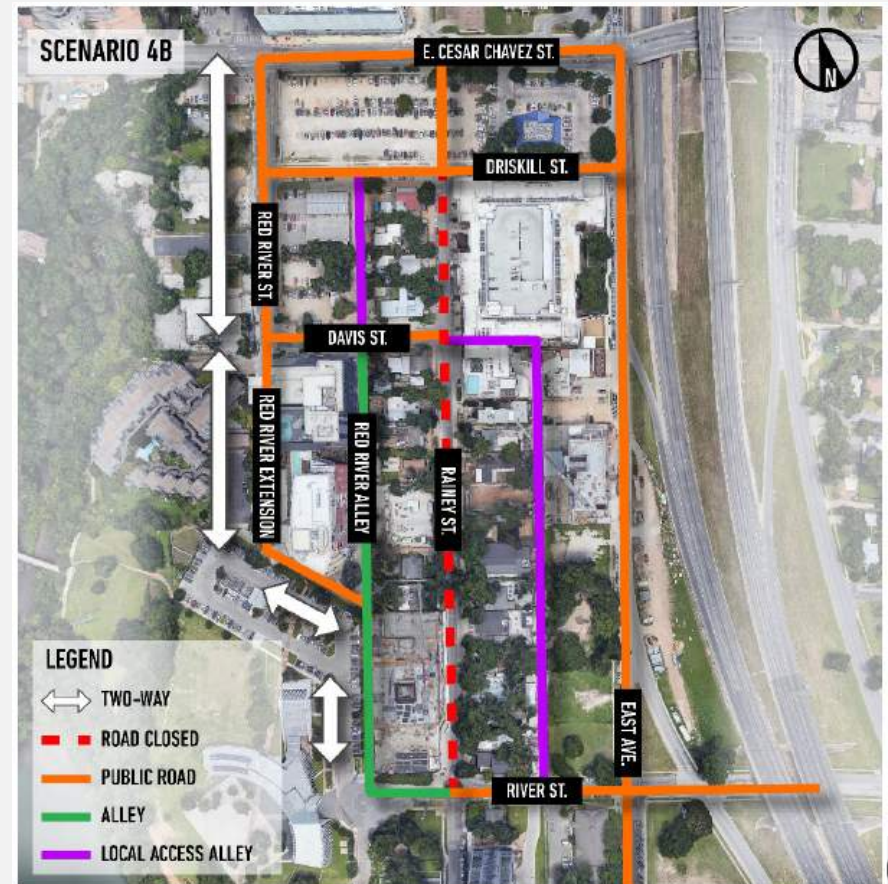 SCENARIO 4B
E. CESAR CHAVEZ ST.
N
DRISKILL ST.
RED RIVER ST.
DAVIS ST.
RED RIVER EXTENSION
RED RIVER ALLEY
RAINEY ST.
EAST AVE.
RIVER ST.
LEGEND
TWO-WAY
ROAD CLOSED
PUBLIC ROAD
ALLEY
LOCAL ACCESS ALLEY